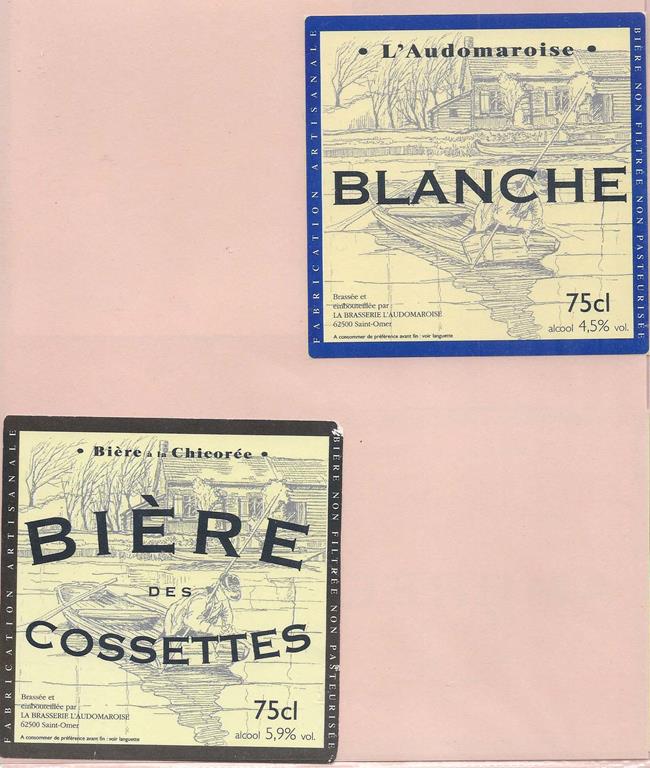 • L'Audomaroise •
BLANCHE
Brassée et
embouteillée par :
LA BRASSERIE L'AUDOMAROISE
62500 Saint-Omer
A consommer de préférence avant fin : voir languette
75cl
alcool 4,5% vol.
FABRICATION ARTISANALE
BIÈRE NON FILTRÉE NON PASTEURISÉE
• Bière à la Chicorée •
BIÈRE
DES
COSSETTES
Brassée et
embouteillée par :
LA BRASSERIE L'AUDOMAROISE
62500 Saint-Omer
A consommer de préférence avant fin : voir languette
75cl
alcool 5,9% vol.
FABRICATION ARTISANALE
BIÈRE NON FILTRÉE NON PASTEURISÉE